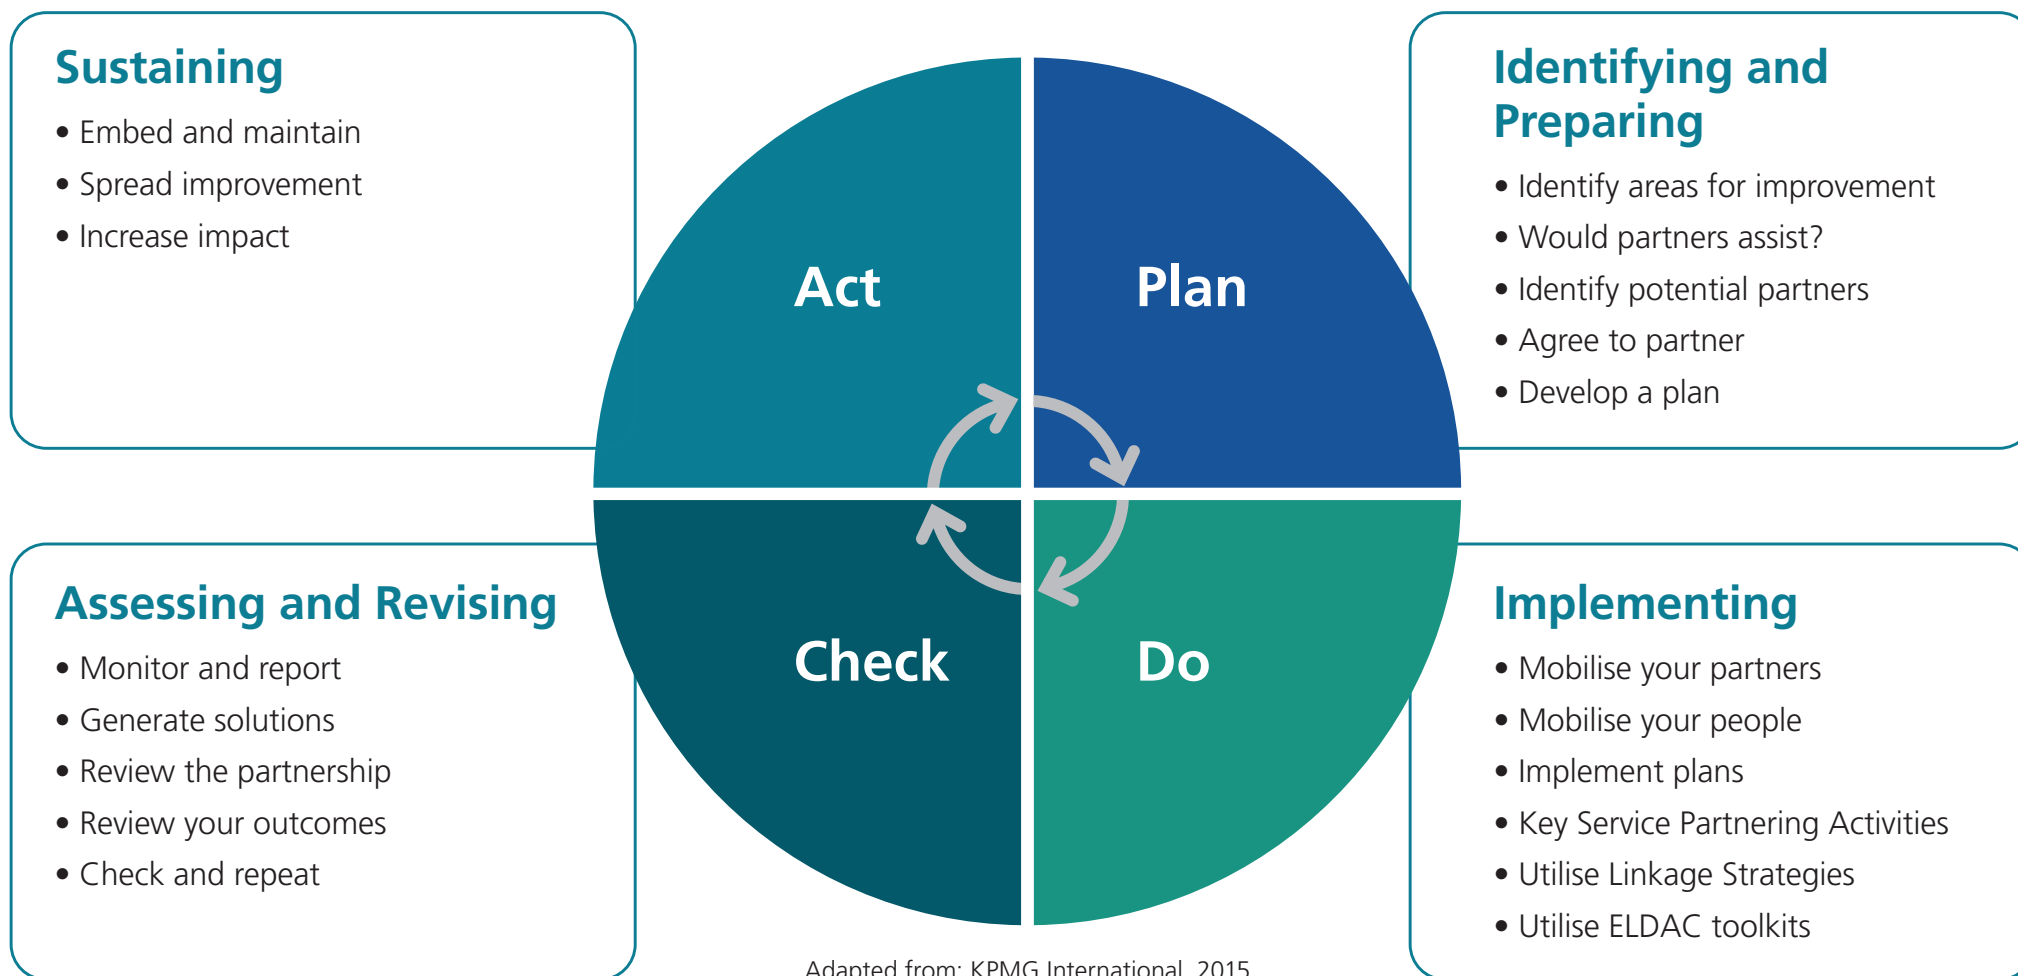 Sustaining
• Embed and maintain
• Spread improvement
• Increase impact
Identifying and
Preparing
• Identify areas for improvement
• Would partners assist?
• Identify potential partners
• Agree to partner
• Develop a plan
Act
Plan
Check
Do
Assessing and Revising
• Monitor and report
• Generate solutions
• Review the partnership
• Review your outcomes
• Check and repeat
Implementing
• Mobilise your partners
• Mobilise your people
• Implement plans
• Key Service Partnering Activities
• Utilise Linkage Strategies
• Utilise ELDAC toolkits
Adapted from: KPMG International, 2015